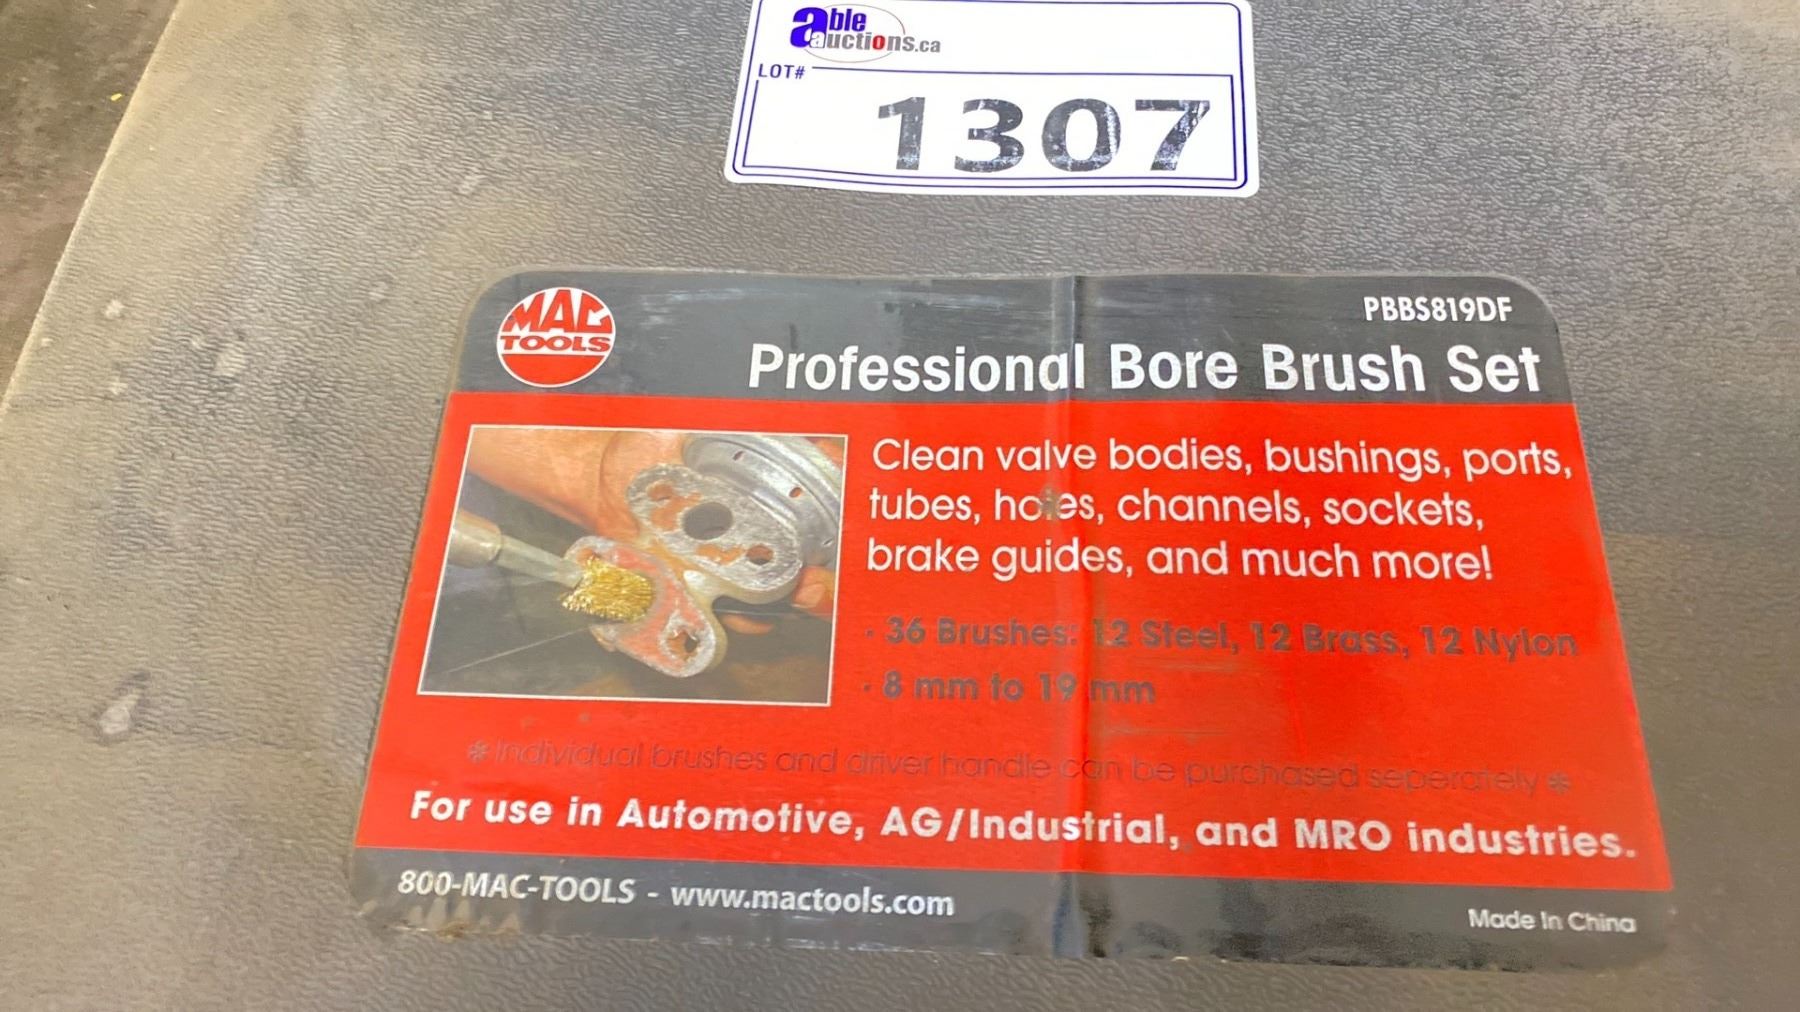 able
auctions.ca
LOT#
1307
MAC
TOOLS
PBBS819DF
Professional Bore Brush Set
Clean valve bodies, bushings, ports,
tubes, holes, channels, sockets,
brake guides, and much more!
· 36 Brushes: 12 Steel, 12 Brass, 12 Nylon
· 8 mm to 19 mm
* Individual brushes and driver handle can be purchased seperately *
For use in Automotive, AG/Industrial, and MRO industries.
800-MAC-TOOLS - www.mactools.com
Made In China